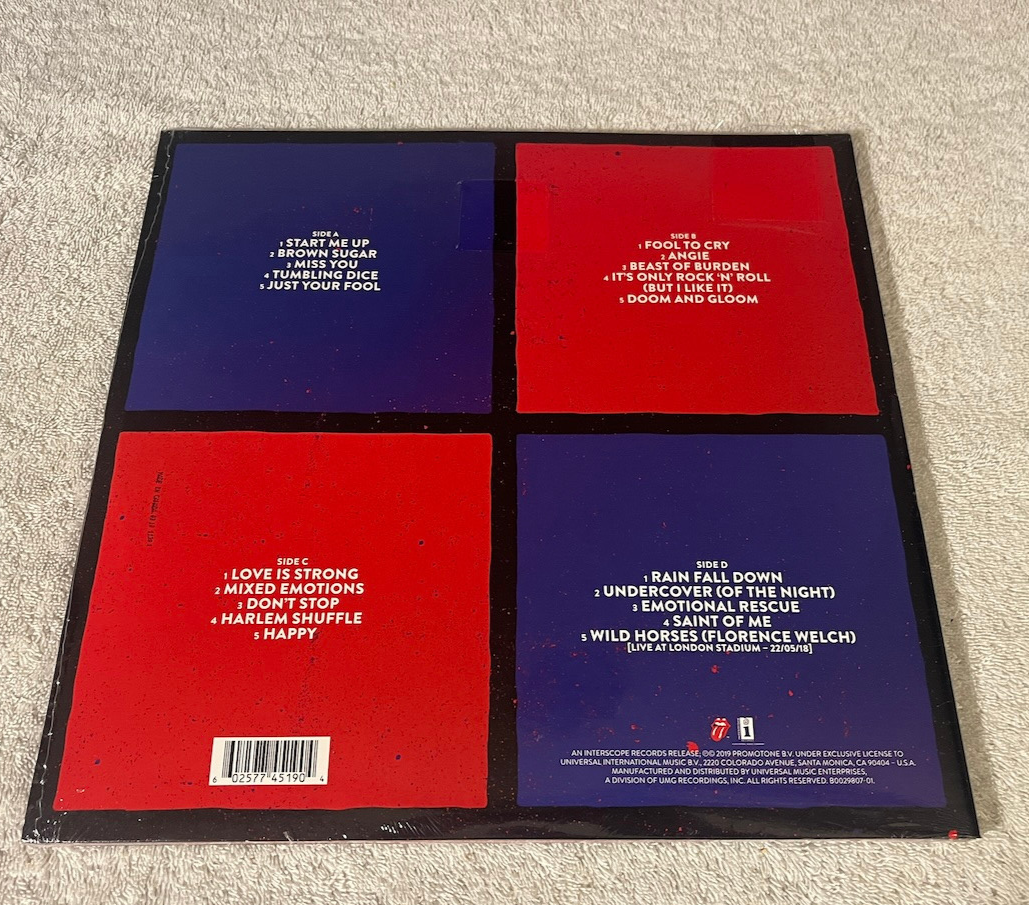 SIDE A
1 START ME UP
2 BROWN SUGAR
3 MISS YOU
4 TUMBLING DICE
5 JUST YOUR FOOL
SIDE B
1 FOOL TO CRY
2 ANGIE
3 BEAST OF BURDEN
4 IT'S ONLY ROCK 'N' ROLL
(BUT I LIKE IT)
5 DOOM AND GLOOM
SIDE C
1 LOVE IS STRONG
2 MIXED EMOTIONS
3 DON'T STOP
4 HARLEM SHUFFLE
5 HAPPY
6 02577 45190 4
SIDE D
1 RAIN FALL DOWN
2 UNDERCOVER (OF THE NIGHT)
3 EMOTIONAL RESCUE
4 SAINT OF ME
5 WILD HORSES (FLORENCE WELCH)
[LIVE AT LONDON STADIUM – 22/05/18]
AN INTERSCOPE RECORDS RELEASE; ℗© 2019 PROMOTONE B.V. UNDER EXCLUSIVE LICENSE TO
UNIVERSAL INTERNATIONAL MUSIC B.V., 2220 COLORADO AVENUE, SANTA MONICA, CA 90404 – U.S.A.
MANUFACTURED AND DISTRIBUTED BY UNIVERSAL MUSIC ENTERPRISES,
A DIVISION OF UMG RECORDINGS, INC. ALL RIGHTS RESERVED. B0029807-01.